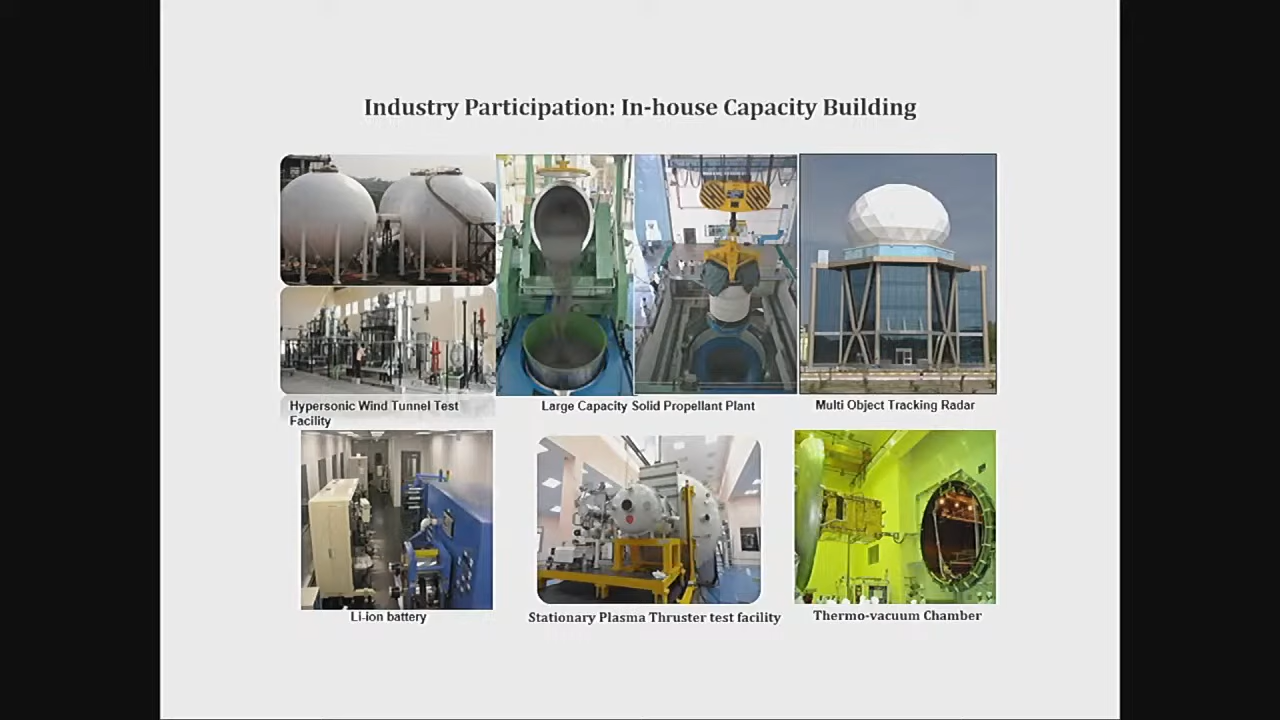 Industry Participation: In-house Capacity Building
Hypersonic Wind Tunnel Test
Facility
Large Capacity Solid Propellant Plant
Multi Object Tracking Radar
Li-ion battery
Stationary Plasma Thruster test facility
Thermo-vacuum Chamber